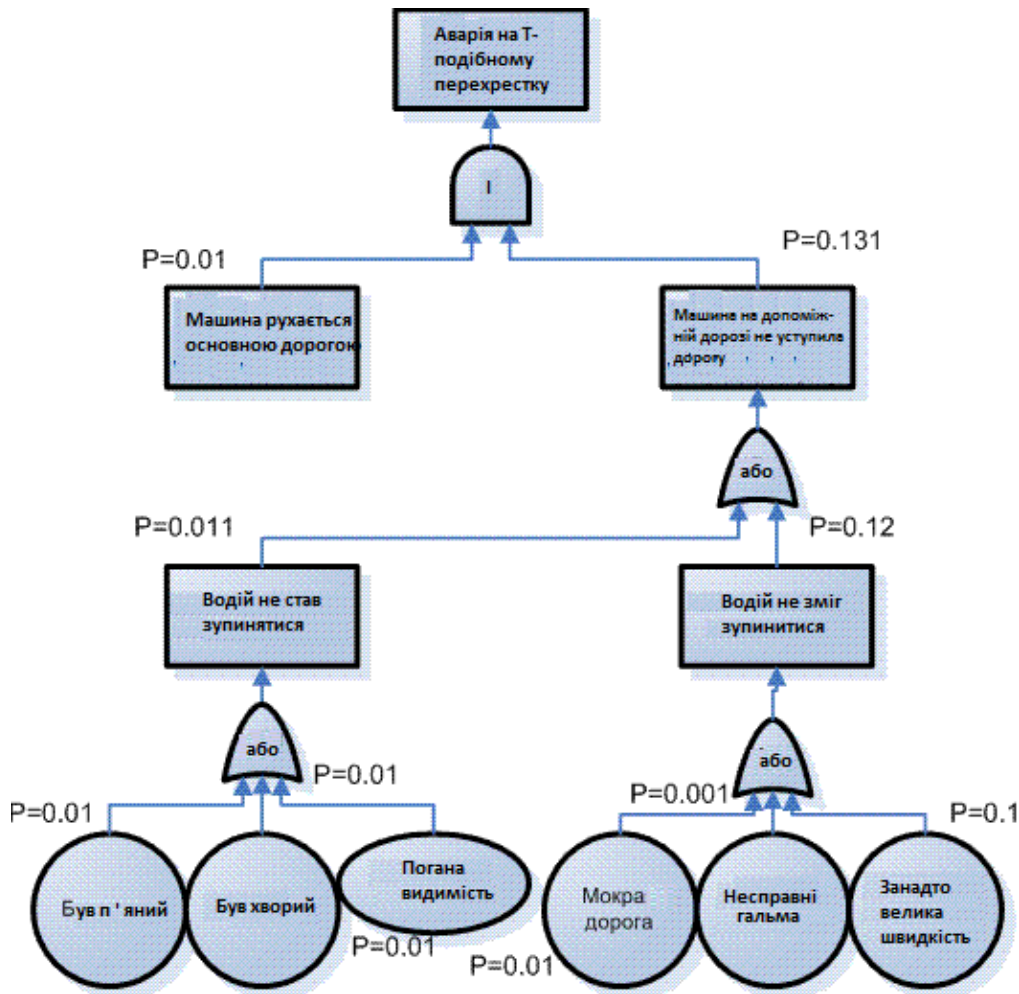 Аварія на Т-
подібному
перехрестку
І
P=0.01
P=0.131
Машина рухається
основною дорогою
Машина на допоміж-
ній дорозі не уступила
дорогу
або
P=0.011
P=0.12
Водій не став
зупинятися
Водій не зміг
зупинитися
або
або
P=0.01
P=0.01
P=0.001
P=0.1
Був п ' яний
Був хворий
Погана
видимість
Мокра
дорога
Несправні
гальма
Занадто
велика
швидкість
P=0.01
P=0.01